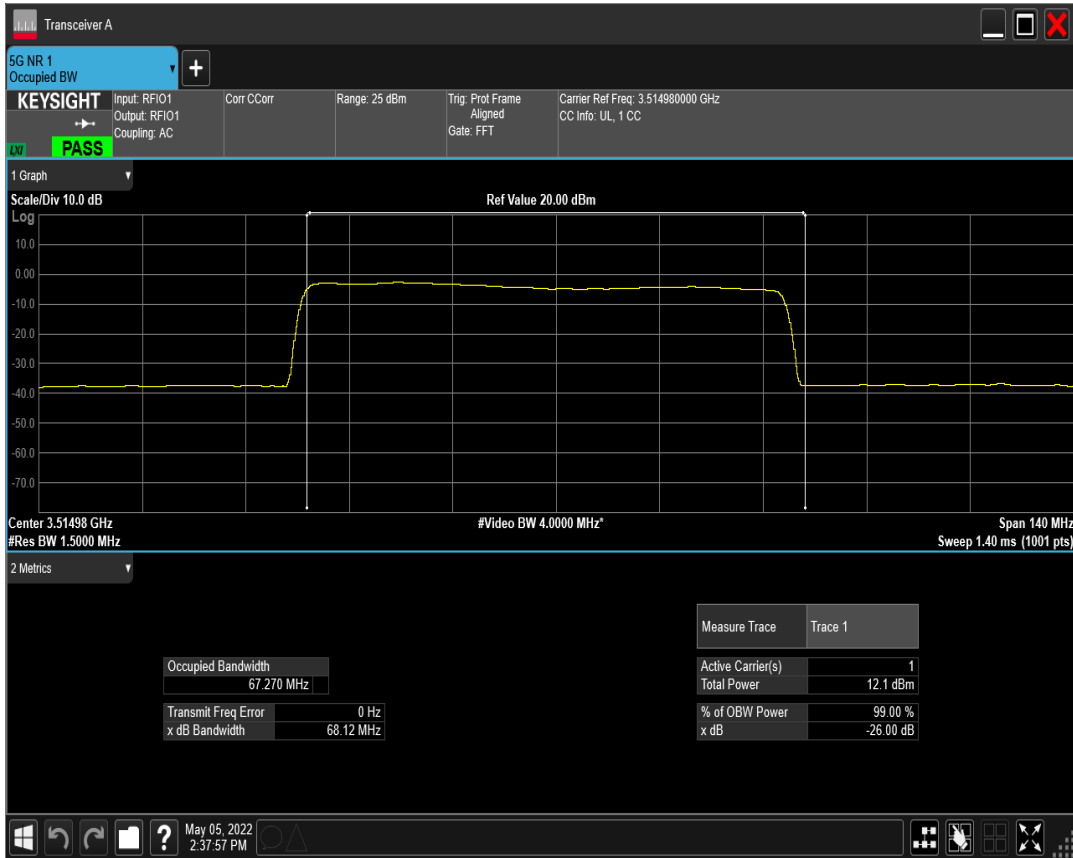 Transceiver A
5G NR 1
Occupied BW
KEYSIGHT
LXI
PASS
Input: RFIO1
Output: RFIO1
Coupling: AC
Corr CCorr
Range: 25 dBm
Trig: Prot Frame
Aligned
Gate: FFT
Carrier Ref Freq: 3.514980000 GHz
CC Info: UL, 1 CC
1 Graph
Scale/Div 10.0 dB
Ref Value 20.00 dBm
Log
10.0
0.00
-10.0
-20.0
-30.0
-40.0
-50.0
-60.0
-70.0
Center 3.51498 GHz
#Video BW 4.0000 MHz*
Span 140 MHz
#Res BW 1.5000 MHz
Sweep 1.40 ms (1001 pts)
2 Metrics
Measure Trace Trace 1
Occupied Bandwidth
67.270 MHz
Active Carrier(s) 1
Total Power 12.1 dBm
Transmit Freq Error 0 Hz
x dB Bandwidth 68.12 MHz
% of OBW Power 99.00 %
x dB -26.00 dB
May 05, 2022
2:37:57 PM